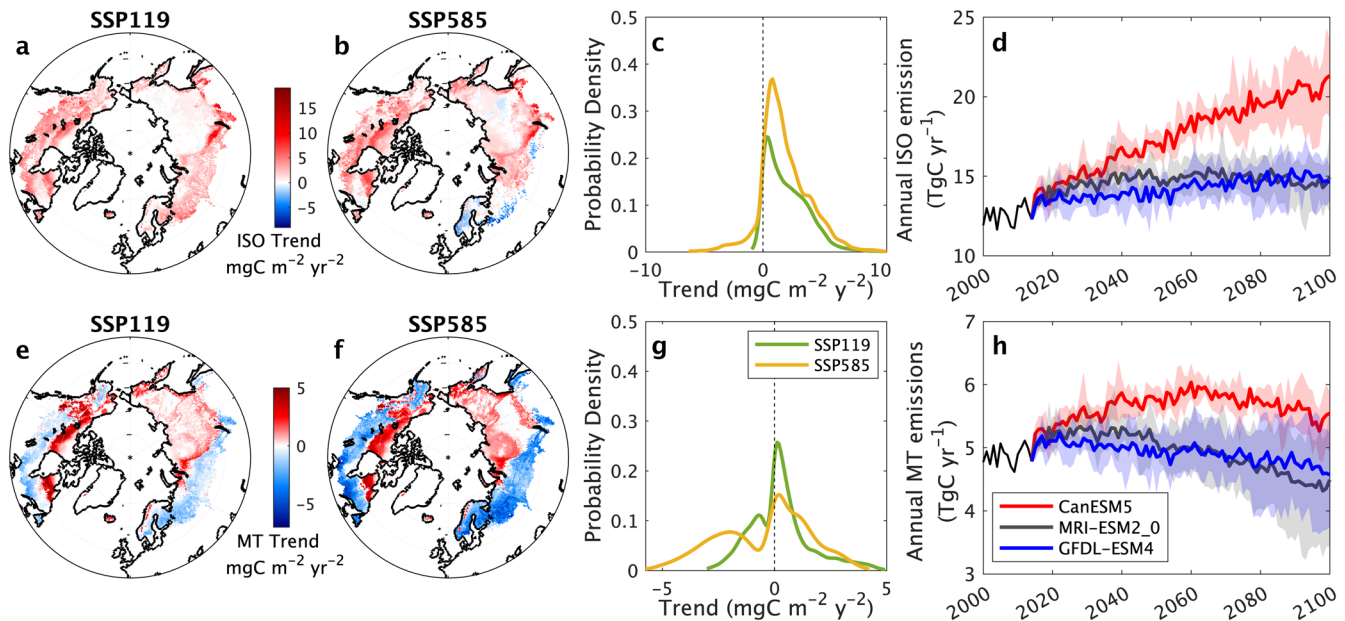 SSP119
SSP585
a
b
15
10
5
0
−5
ISO Trend
mgC m⁻² yr⁻²
c
Probability Density
0.5
0.4
0.3
0.2
0.1
0
−10
0
10
Trend (mgC m⁻² y⁻²)
d
Annual ISO emission
(TgC yr⁻¹)
25
20
15
10
2000
2020
2040
2060
2080
2100
SSP119
SSP585
e
f
5
0
−5
MT Trend
mgC m⁻² yr⁻²
g
Probability Density
0.5
0.4
0.3
0.2
0.1
0
−5
0
5
Trend (mgC m⁻² y⁻²)
SSP119
SSP585
h
Annual MT emissions
(TgC yr⁻¹)
7
6
5
4
3
2000
2020
2040
2060
2080
2100
CanESM5
MRI−ESM2_0
GFDL−ESM4